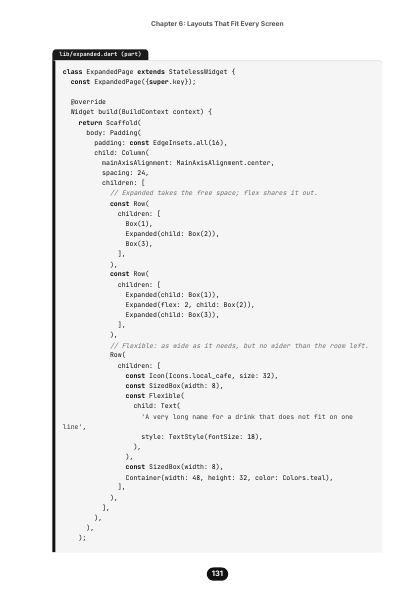 Chapter 6: Layouts That Fit Every Screen
lib/expanded.dart (part)
class ExpandedPage extends StatelessWidget {
  const ExpandedPage({super.key});

  @override
  Widget build(BuildContext context) {
    return Scaffold(
      body: Padding(
        padding: const EdgeInsets.all(16),
        child: Column(
          mainAxisAlignment: MainAxisAlignment.center,
          spacing: 24,
          children: [
            // Expanded takes the free space; flex shares it out.
            const Row(
              children: [
                Box(1),
                Expanded(child: Box(2)),
                Box(3),
              ],
            ),
            const Row(
              children: [
                Expanded(child: Box(1)),
                Expanded(flex: 2, child: Box(2)),
                Expanded(child: Box(3)),
              ],
            ),
            // Flexible: as wide as it needs, but no wider than the room left.
            Row(
              children: [
                const Icon(Icons.local_cafe, size: 32),
                const SizedBox(width: 8),
                const Flexible(
                  child: Text(
                    'A very long name for a drink that does not fit on one
line',
                    style: TextStyle(fontSize: 18),
                  ),
                ),
                const SizedBox(width: 8),
                Container(width: 48, height: 32, color: Colors.teal),
              ],
            ),
          ],
        ),
      ),
    );
131